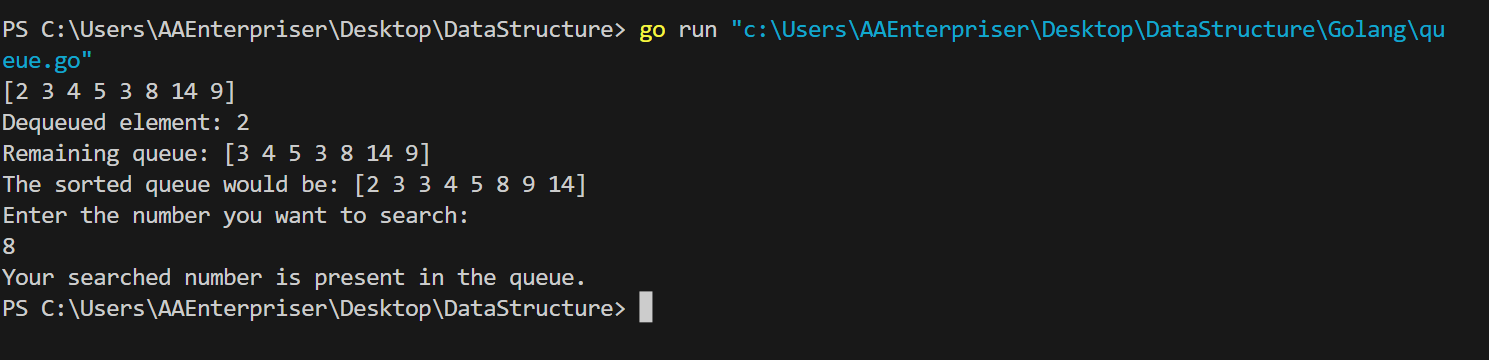 PS C:\Users\AAEnterpriser\Desktop\DataStructure> go run "c:\Users\AAEnterpriser\Desktop\DataStructure\Golang\qu
eue.go"
[2 3 4 5 3 8 14 9]
Dequeued element: 2
Remaining queue: [3 4 5 3 8 14 9]
The sorted queue would be: [2 3 3 4 5 8 9 14]
Enter the number you want to search:
8
Your searched number is present in the queue.
PS C:\Users\AAEnterpriser\Desktop\DataStructure>